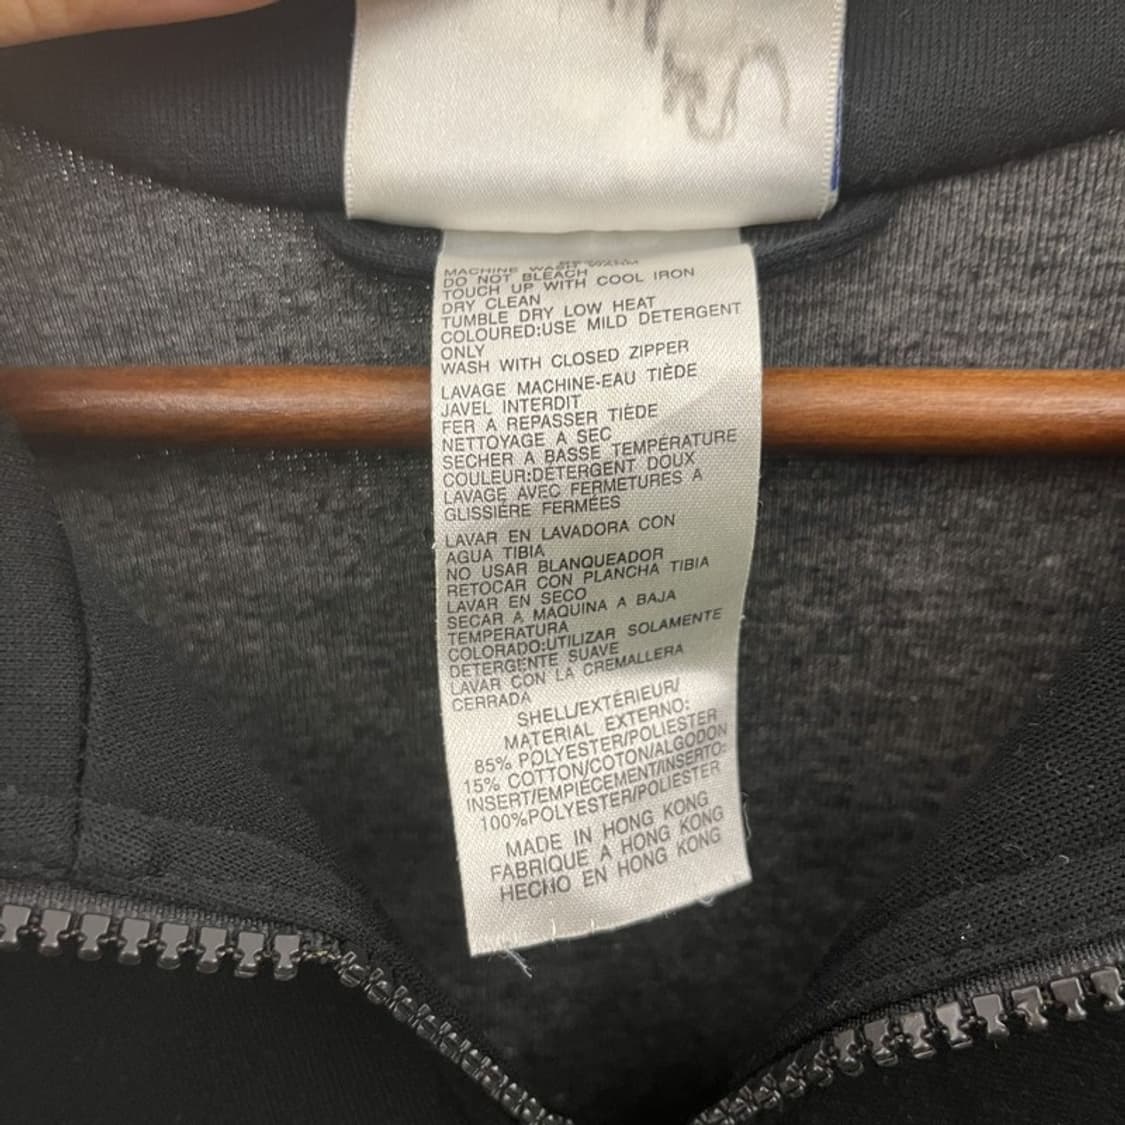 MACHINE WASH WARM
DO NOT BLEACH
TOUCH UP WITH COOL IRON
DRY CLEAN
TUMBLE DRY LOW HEAT
COLOURED:USE MILD DETERGENT
ONLY
WASH WITH CLOSED ZIPPER
LAVAGE MACHINE-EAU TIÈDE
JAVEL INTERDIT
FER A REPASSER TIÈDE
NETTOYAGE A SEC
SECHER A BASSE TEMPÉRATURE
COULEUR:DÉTERGENT DOUX
LAVAGE AVEC FERMETURES A
GLISSIÈRE FERMÉES
LAVAR EN LAVADORA CON
AGUA TIBIA
NO USAR BLANQUEADOR
RETOCAR CON PLANCHA TIBIA
LAVAR EN SECO
SECAR A MAQUINA A BAJA
TEMPERATURA
COLORADO:UTILIZAR SOLAMENTE
DETERGENTE SUAVE
LAVAR CON LA CREMALLERA
CERRADA
SHELL/EXTÉRIEUR/
MATERIAL EXTERNO:
85% POLYESTER/POLIESTER
15% COTTON/COTON/ALGODON
INSERT/EMPIÈCEMENT/INSERTO:
100%POLYESTER/POLIESTER
MADE IN HONG KONG
FABRIQUE A HONG KONG
HECHO EN HONG KONG